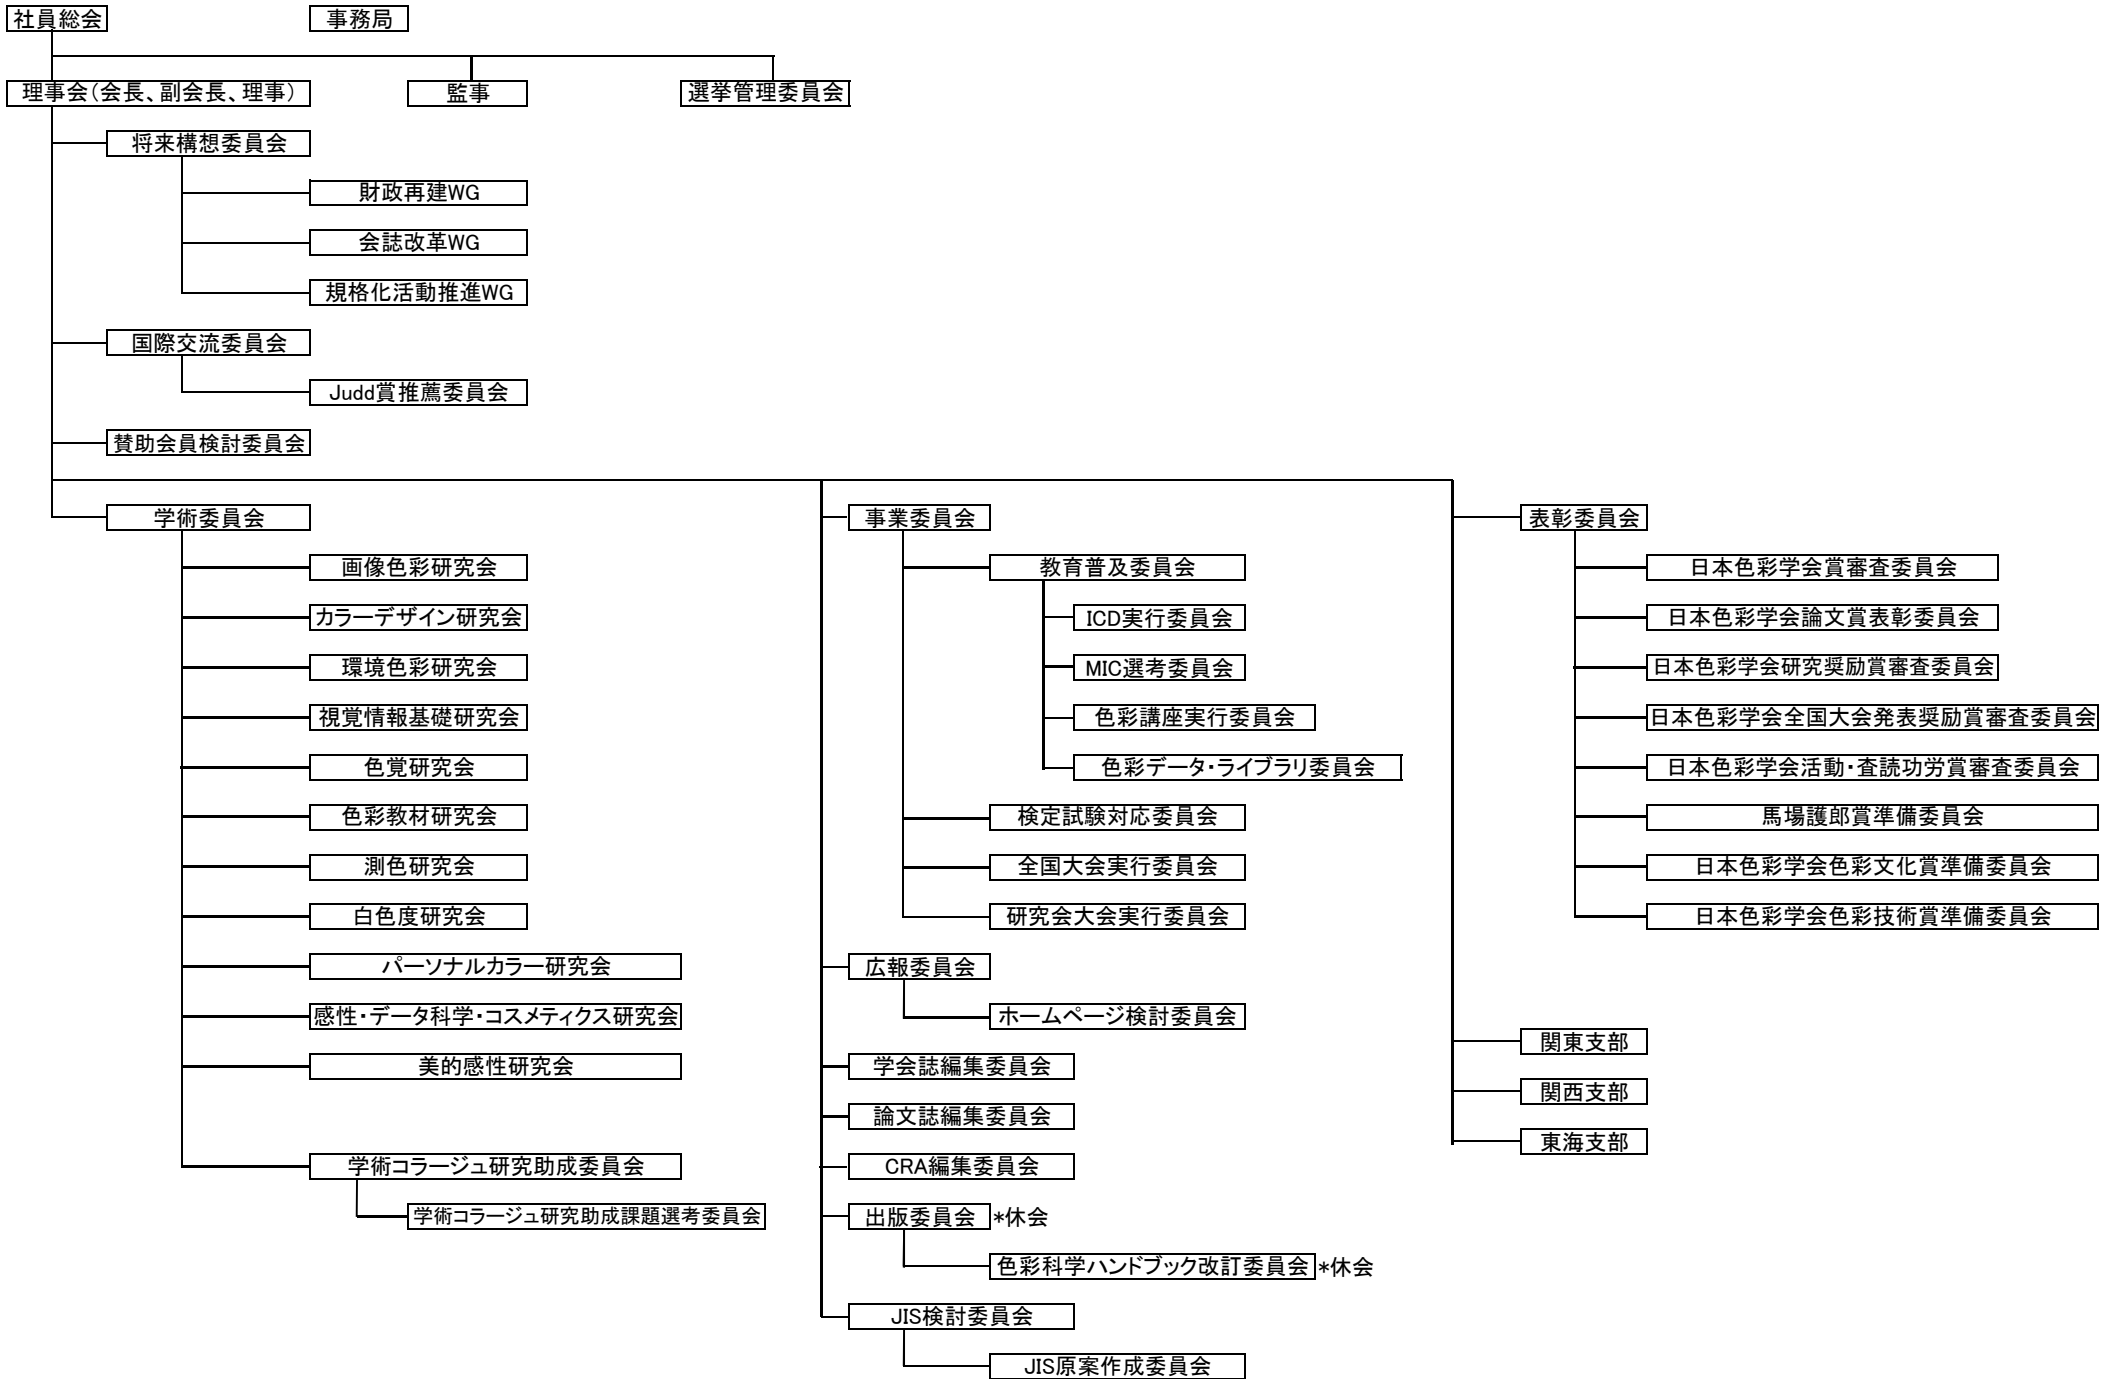 社員総会
事務局
理事会(会長、副会長、理事)
監事
選挙管理委員会
将来構想委員会
財政再建WG
会誌改革WG
規格化活動推進WG
国際交流委員会
Judd賞推薦委員会
賛助会員検討委員会
学術委員会
画像色彩研究会
カラーデザイン研究会
環境色彩研究会
視覚情報基礎研究会
色覚研究会
色彩教材研究会
測色研究会
白色度研究会
パーソナルカラー研究会
感性・データ科学・コスメティクス研究会
美的感性研究会
学術コラージュ研究助成委員会
学術コラージュ研究助成課題選考委員会
事業委員会
教育普及委員会
ICD実行委員会
MIC選考委員会
色彩講座実行委員会
色彩データ・ライブラリ委員会
検定試験対応委員会
全国大会実行委員会
研究会大会実行委員会
広報委員会
ホームページ検討委員会
学会誌編集委員会
論文誌編集委員会
CRA編集委員会
出版委員会 *休会
色彩科学ハンドブック改訂委員会 *休会
JIS検討委員会
JIS原案作成委員会
表彰委員会
日本色彩学会賞審査委員会
日本色彩学会論文賞表彰委員会
日本色彩学会研究奨励賞審査委員会
日本色彩学会全国大会発表奨励賞審査委員会
日本色彩学会活動・査読功労賞審査委員会
馬場護郎賞準備委員会
日本色彩学会色彩文化賞準備委員会
日本色彩学会色彩技術賞準備委員会
関東支部
関西支部
東海支部